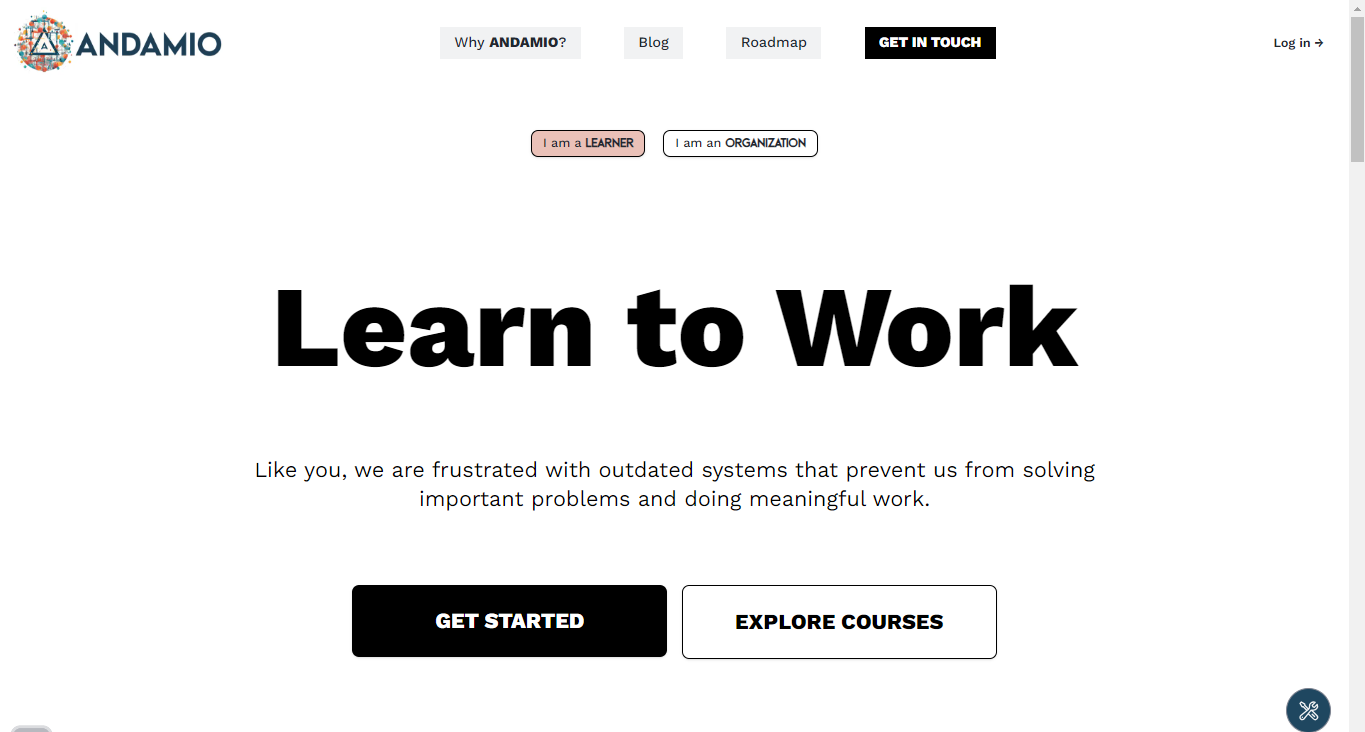 ANDAMIO
Why ANDAMIO?
Blog
Roadmap
GET IN TOUCH
Log in →
I am a LEARNER
I am an ORGANIZATION
Learn to Work
Like you, we are frustrated with outdated systems that prevent us from solving
important problems and doing meaningful work.
GET STARTED
EXPLORE COURSES